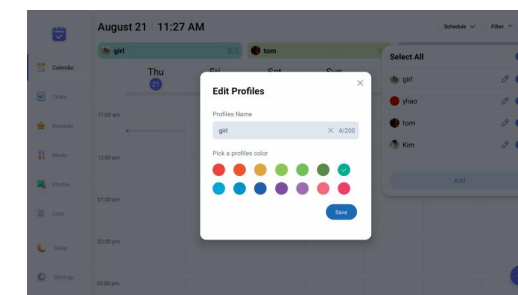 August 21 11:27 AM
Schedule
Filter
girl
2/2
tom
Select All
Calendar
Thu
Fri
Sat
Sun
21
girl
Tasks
yhao
11:00 am
Rewards
tom
Kim
Meals
12:00 pm
Photos
Add
01:00 pm
Lists
02:00 pm
Sleep
Settings
03:00 pm
Edit Profiles
Profiles Name
girl
4/200
Pick a profiles color
Save